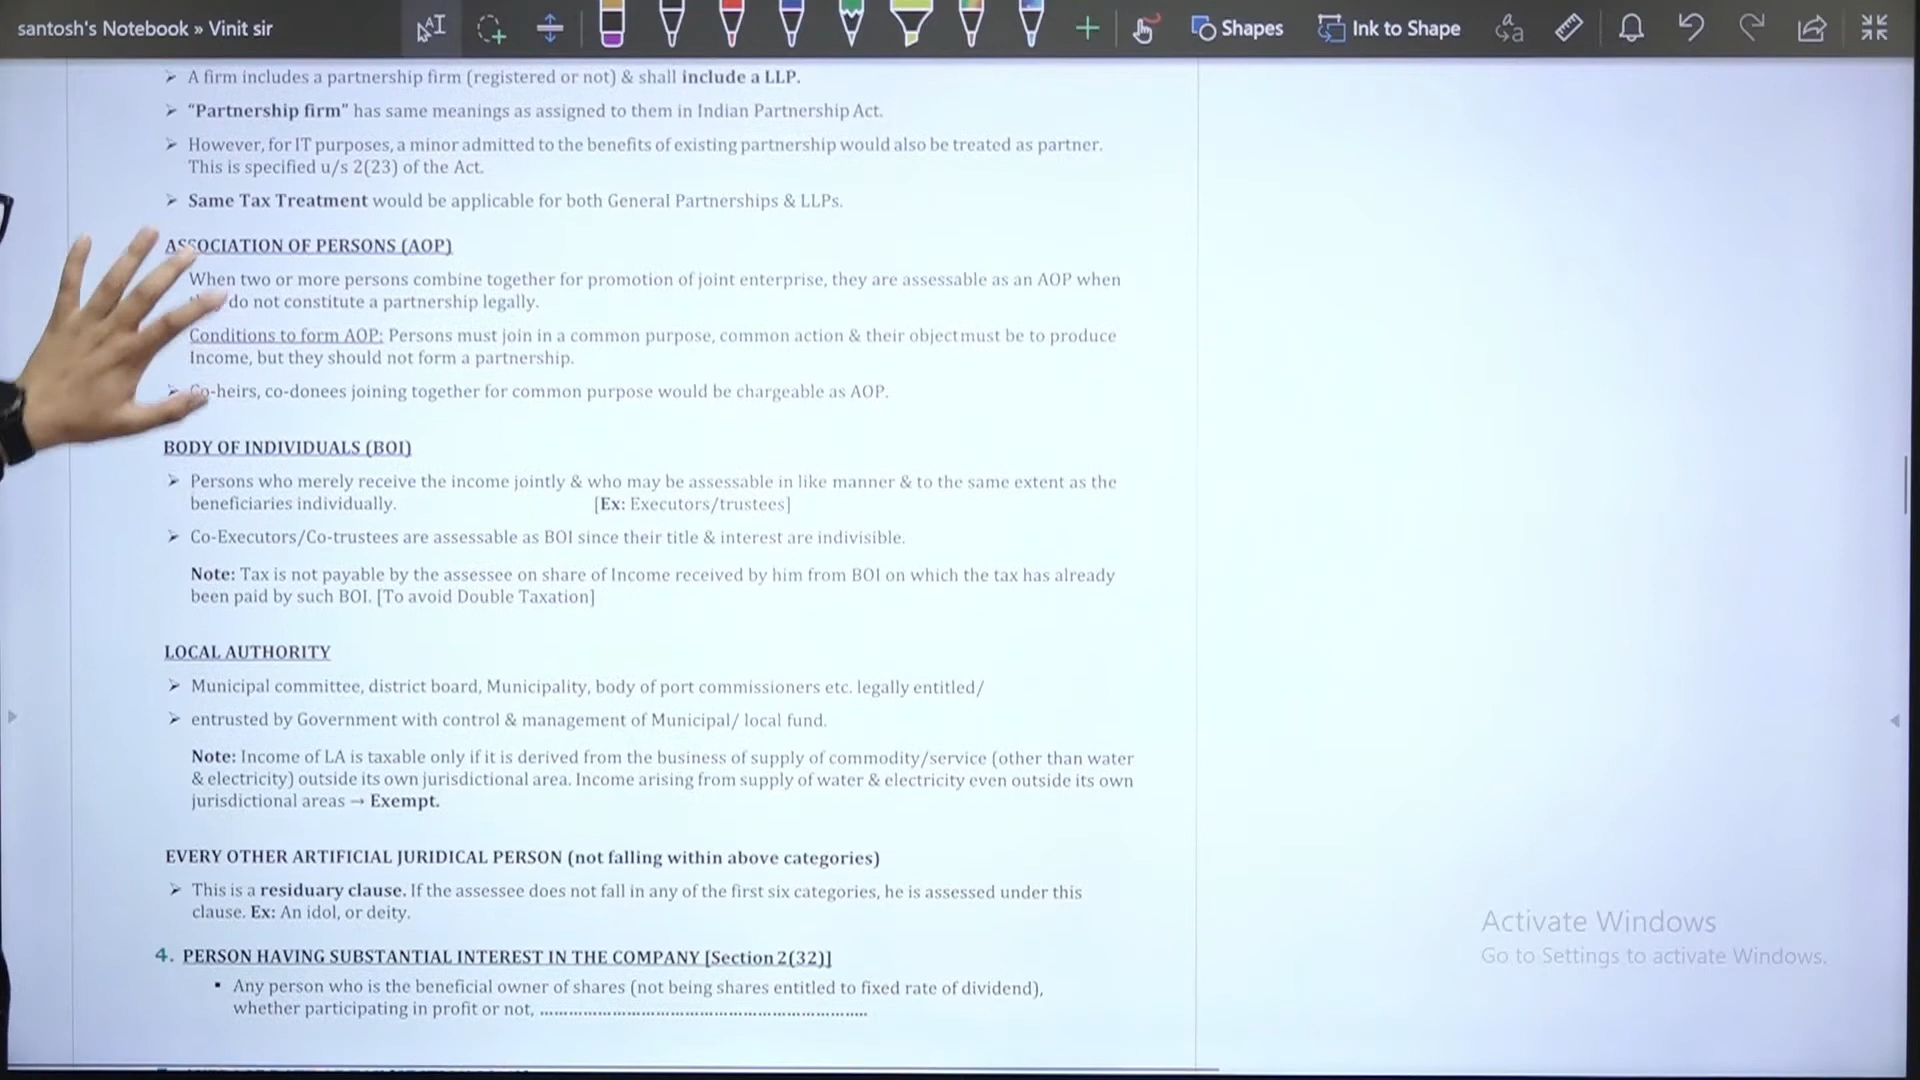 santosh's Notebook » Vinit sir
Shapes
Ink to Shape
➢ A firm includes a partnership firm (registered or not) & shall include a LLP.
➢ “Partnership firm” has same meanings as assigned to them in Indian Partnership Act.
➢ However, for IT purposes, a minor admitted to the benefits of existing partnership would also be treated as partner.
This is specified u/s 2(23) of the Act.
➢ Same Tax Treatment would be applicable for both General Partnerships & LLPs.
ASSOCIATION OF PERSONS (AOP)
When two or more persons combine together for promotion of joint enterprise, they are assessable as an AOP when
do not constitute a partnership legally.
Conditions to form AOP: Persons must join in a common purpose, common action & their object must be to produce
Income, but they should not form a partnership.
➢ Co-heirs, co-donees joining together for common purpose would be chargeable as AOP.
BODY OF INDIVIDUALS (BOI)
➢ Persons who merely receive the income jointly & who may be assessable in like manner & to the same extent as the
beneficiaries individually. [Ex: Executors/trustees]
➢ Co-Executors/Co-trustees are assessable as BOI since their title & interest are indivisible.
Note: Tax is not payable by the assessee on share of Income received by him from BOI on which the tax has already
been paid by such BOI. [To avoid Double Taxation]
LOCAL AUTHORITY
➢ Municipal committee, district board, Municipality, body of port commissioners etc. legally entitled/
➢ entrusted by Government with control & management of Municipal/ local fund.
Note: Income of LA is taxable only if it is derived from the business of supply of commodity/service (other than water
& electricity) outside its own jurisdictional area. Income arising from supply of water & electricity even outside its own
jurisdictional areas → Exempt.
EVERY OTHER ARTIFICIAL JURIDICAL PERSON (not falling within above categories)
➢ This is a residuary clause. If the assessee does not fall in any of the first six categories, he is assessed under this
clause. Ex: An idol, or deity.
4. PERSON HAVING SUBSTANTIAL INTEREST IN THE COMPANY [Section 2(32)]
▪ Any person who is the beneficial owner of shares (not being shares entitled to fixed rate of dividend),
whether participating in profit or not, ....................................................................
Activate Windows
Go to Settings to activate Windows.